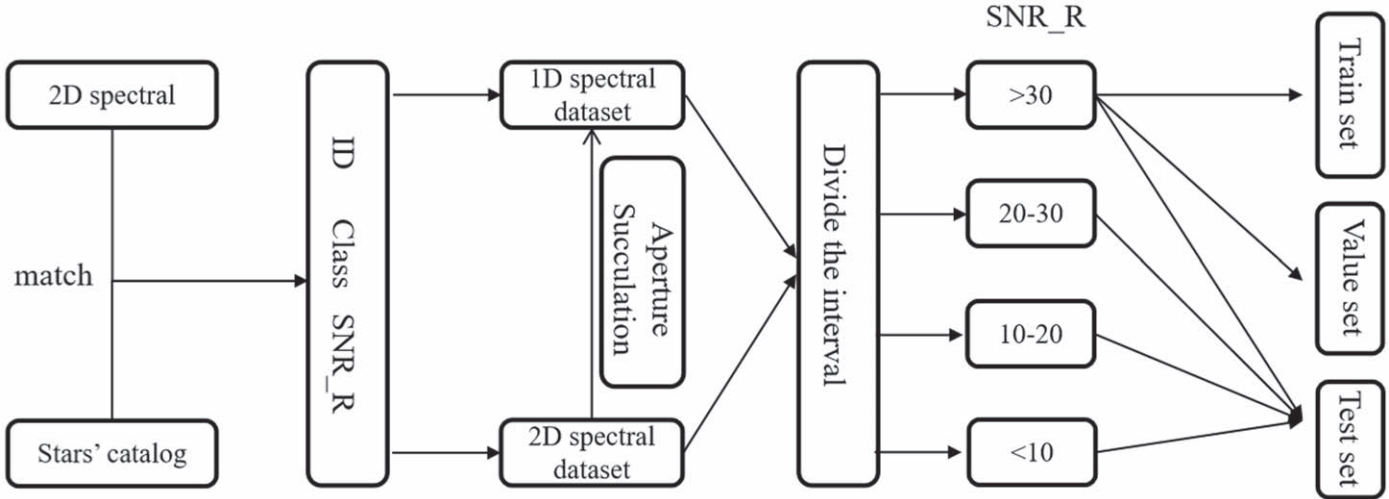 SNR_R
2D spectral
match
Stars’ catalog
ID Class SNR_R
1D spectral
dataset
Aperture
Succulation
2D spectral
dataset
Divide the interval
>30
20-30
10-20
<10
Train set
Value set
Test set